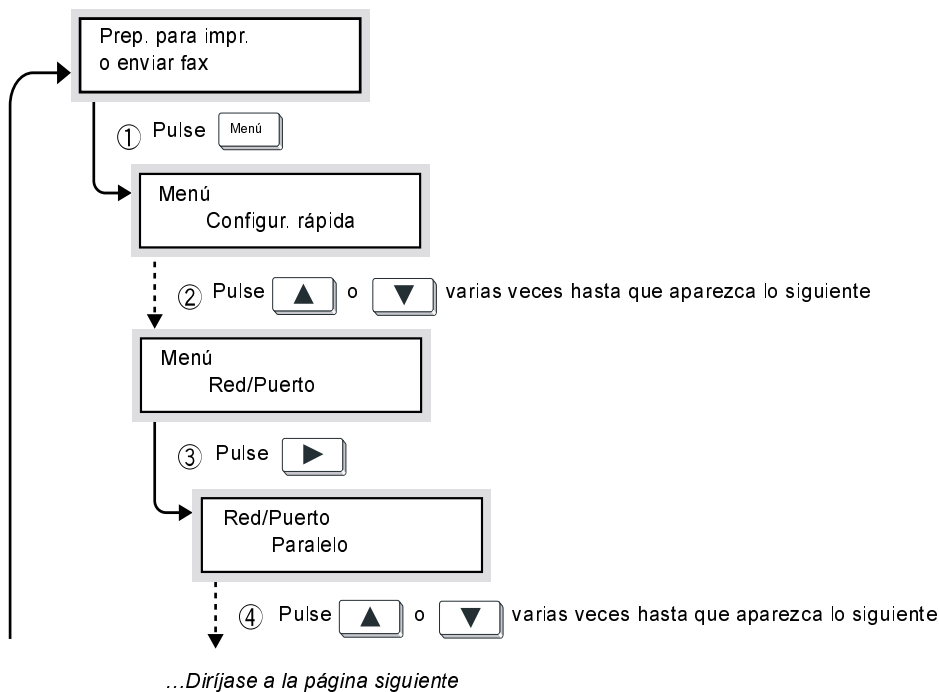 Prep. para impr.
o enviar fax
① Pulse Menú
Menú
Configur. rápida
② Pulse ▲ o ▼ varias veces hasta que aparezca lo siguiente
Menú
Red/Puerto
③ Pulse ►
Red/Puerto
Paralelo
④ Pulse ▲ o ▼ varias veces hasta que aparezca lo siguiente
...Diríjase a la página siguiente